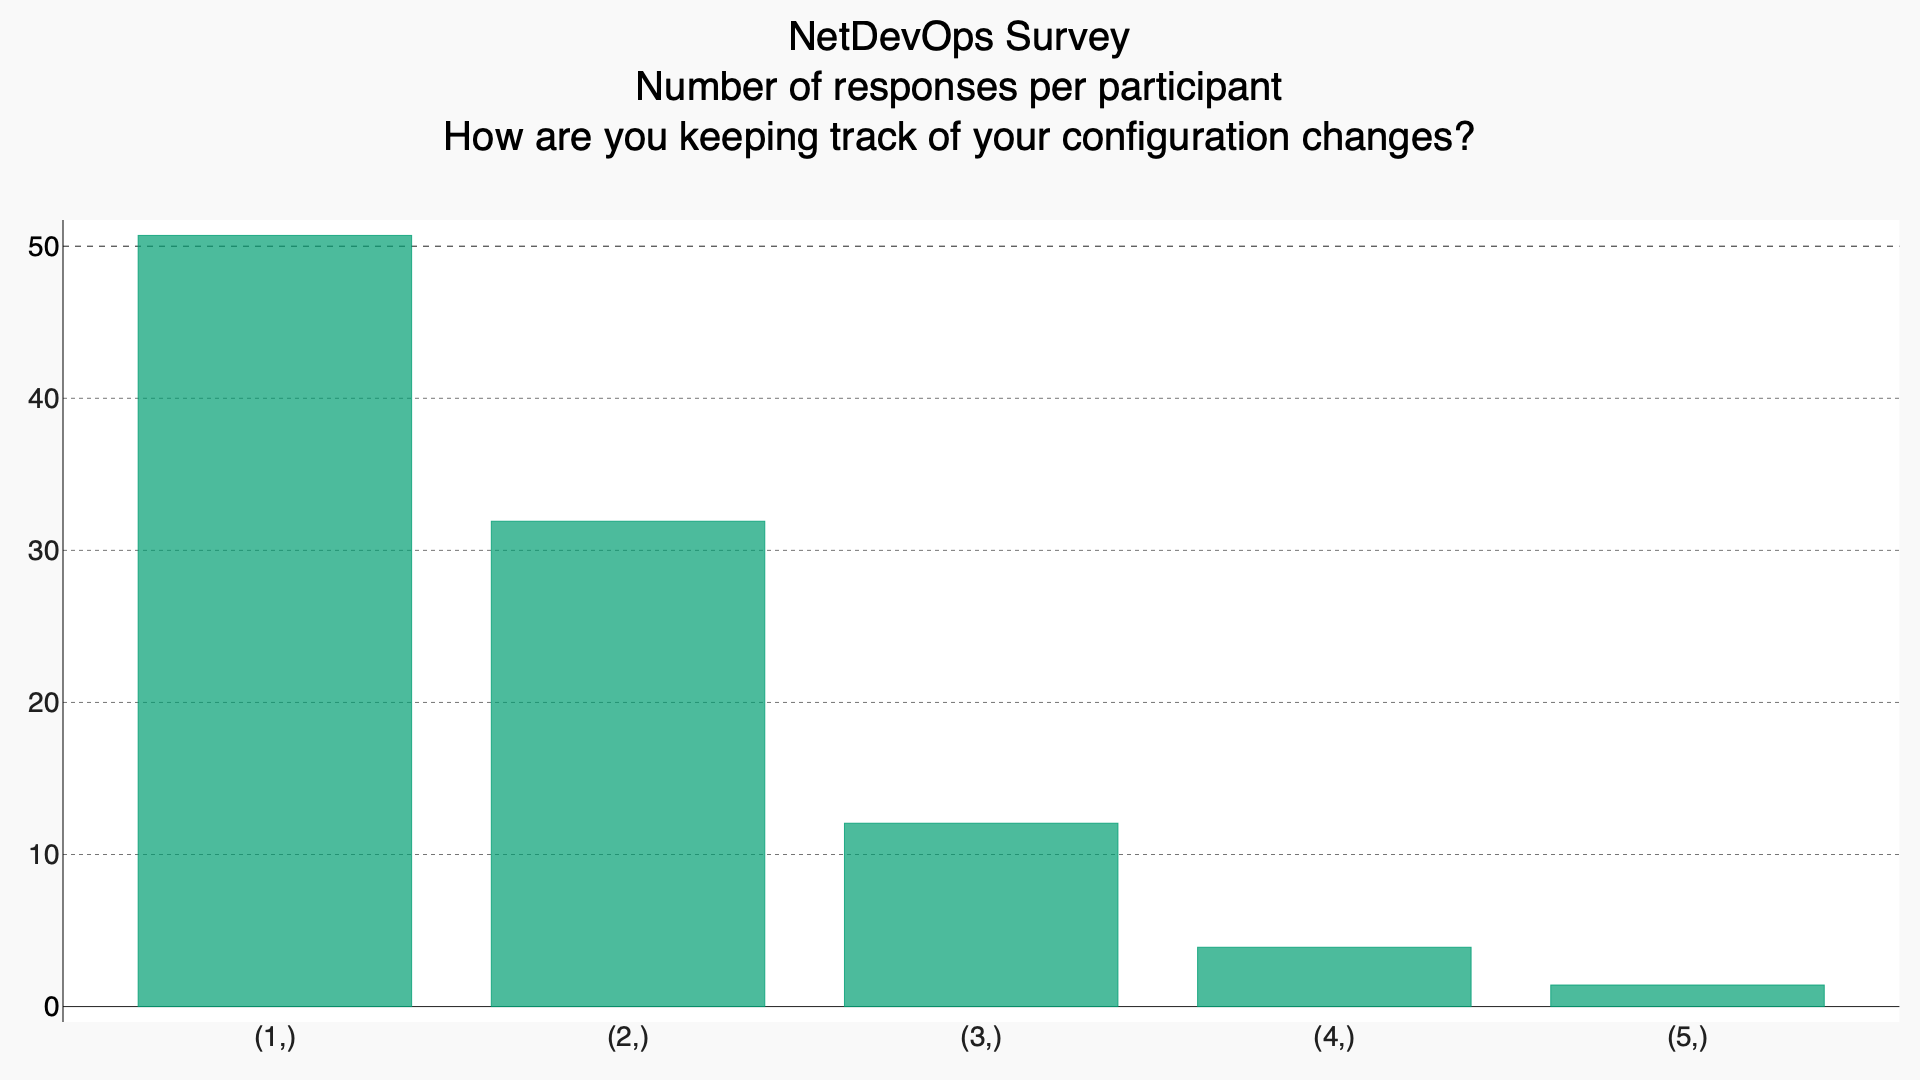 NetDevOps Survey
Number of responses per participant
How are you keeping track of your configuration changes?
50
40
30
20
10
0
(1,) (2,) (3,) (4,) (5,)